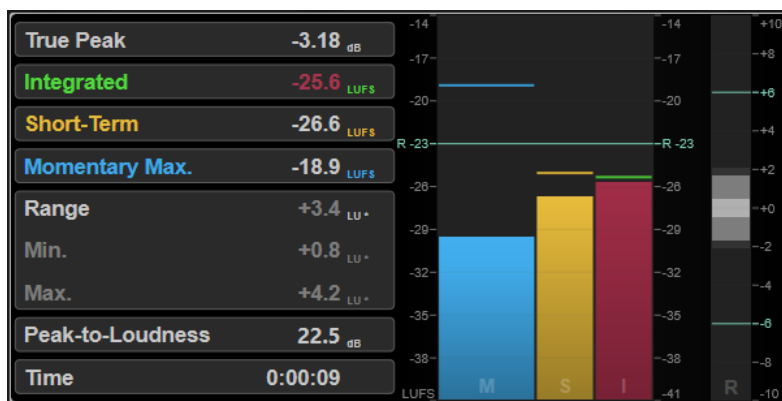 True Peak -3.18 dB
Integrated -25.6 LUFS
Short-Term -26.6 LUFS
Momentary Max. -18.9 LUFS
Range +3.4 LU
Min. +0.8 LU
Max. +4.2 LU
Peak-to-Loudness 22.5 dB
Time 0:00:09
-14
-17
-20
R -23
-26
-29
-32
-35
-38
LUFS
M
S
I
-14
-17
-20
R -23
-26
-29
-32
-35
-38
-41
+10
+8
+6
+4
+2
+0
-2
-4
-6
-8
-10
R